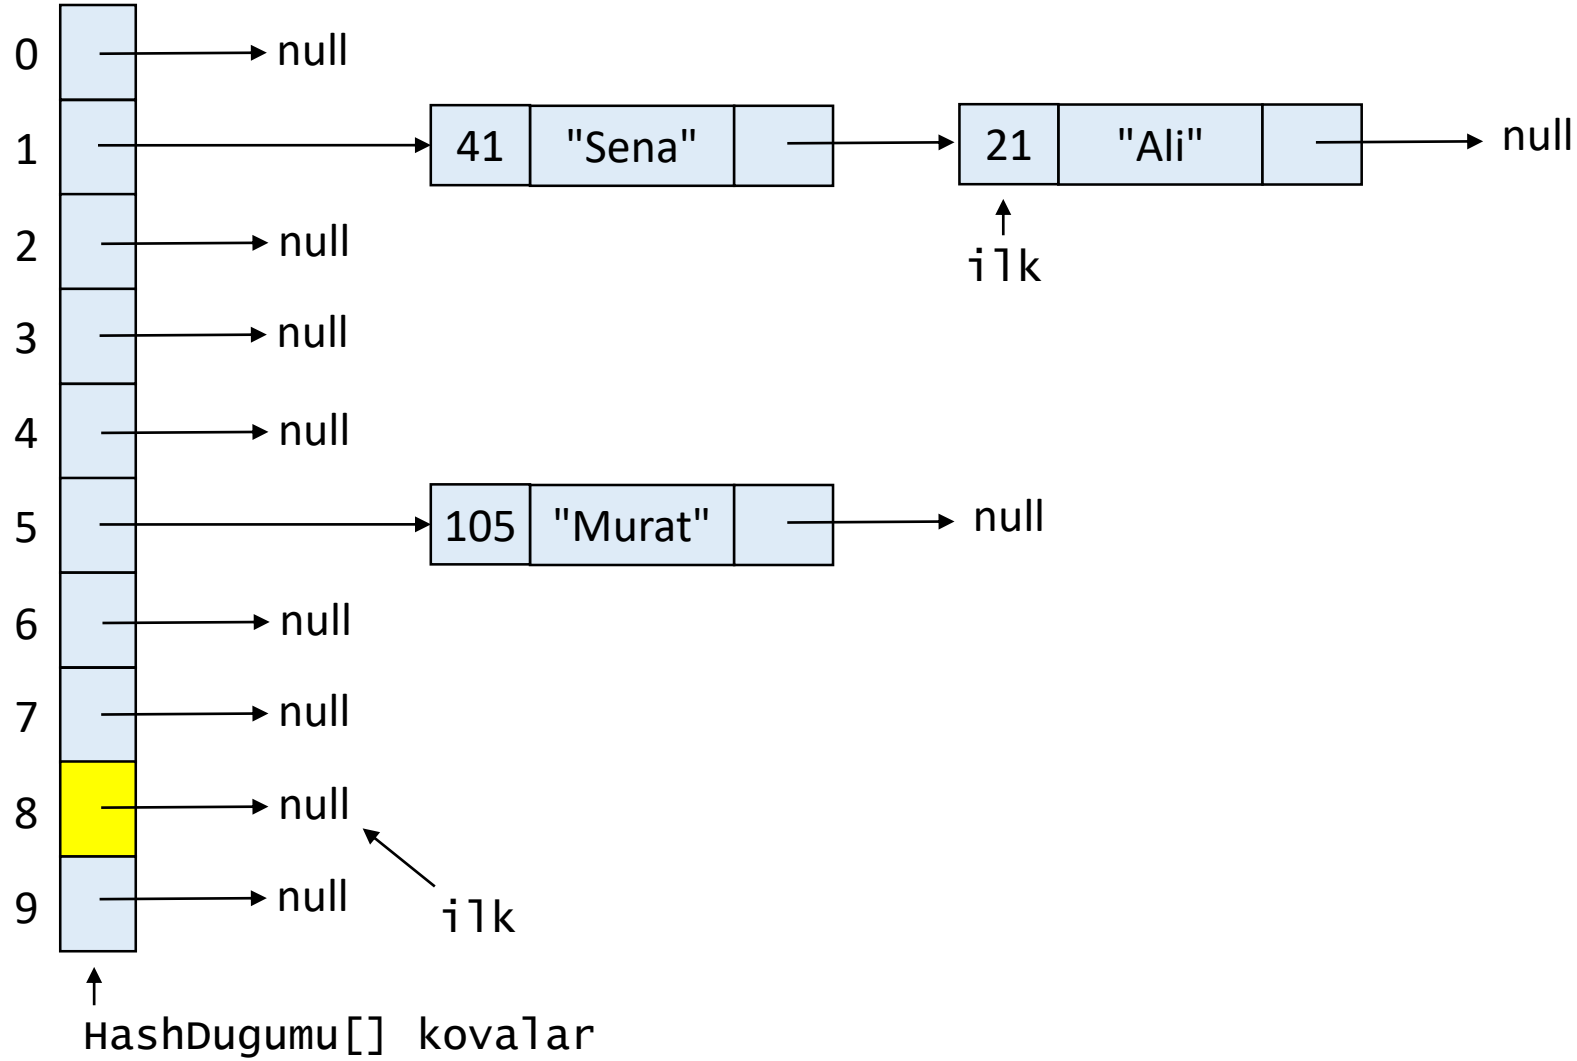 0 null
1 41 "Sena" 21 "Ali" null
2 null
ilk
3 null
4 null
5 105 "Murat" null
6 null
7 null
8 null
9 null
ilk
HashDugumu[] kovalar